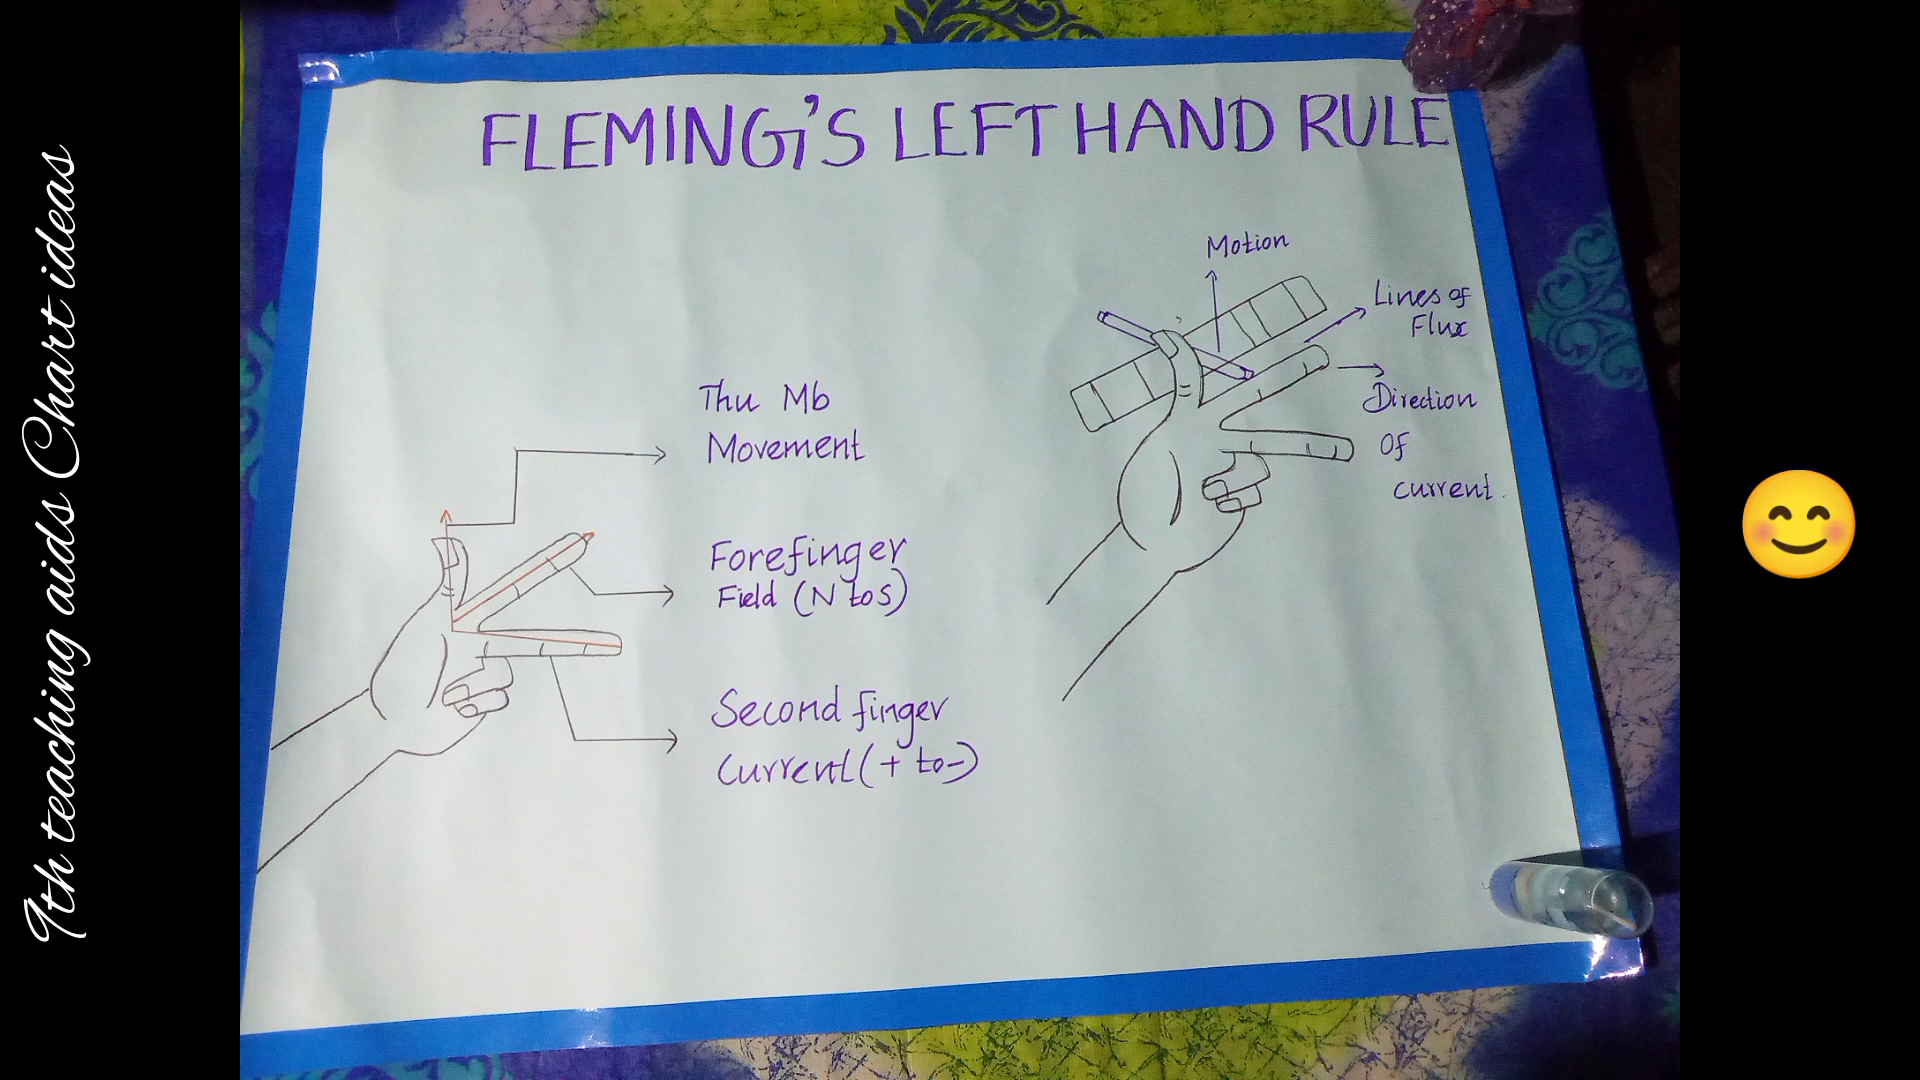 9th teaching aids Chart ideas
FLEMING'S LEFT HAND RULE
Thu Mb
Movement
Forefinger
Field (N to S)
Second finger
Current (+ to -)
Motion
Lines of
Flux
Direction
Of
current.